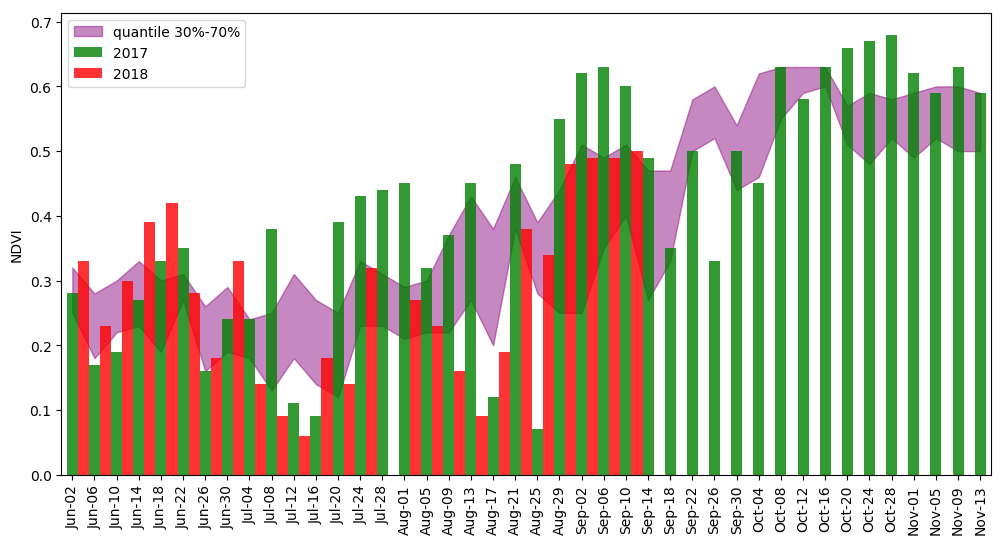 quantile 30%-70%
2017
2018
NDVI
0.7
0.6
0.5
0.4
0.3
0.2
0.1
0.0
Jun-02
Jun-06
Jun-10
Jun-14
Jun-18
Jun-22
Jun-26
Jun-30
Jul-04
Jul-08
Jul-12
Jul-16
Jul-20
Jul-24
Jul-28
Aug-01
Aug-05
Aug-09
Aug-13
Aug-17
Aug-21
Aug-25
Aug-29
Sep-02
Sep-06
Sep-10
Sep-14
Sep-18
Sep-22
Sep-26
Sep-30
Oct-04
Oct-08
Oct-12
Oct-16
Oct-20
Oct-24
Oct-28
Nov-01
Nov-05
Nov-09
Nov-13